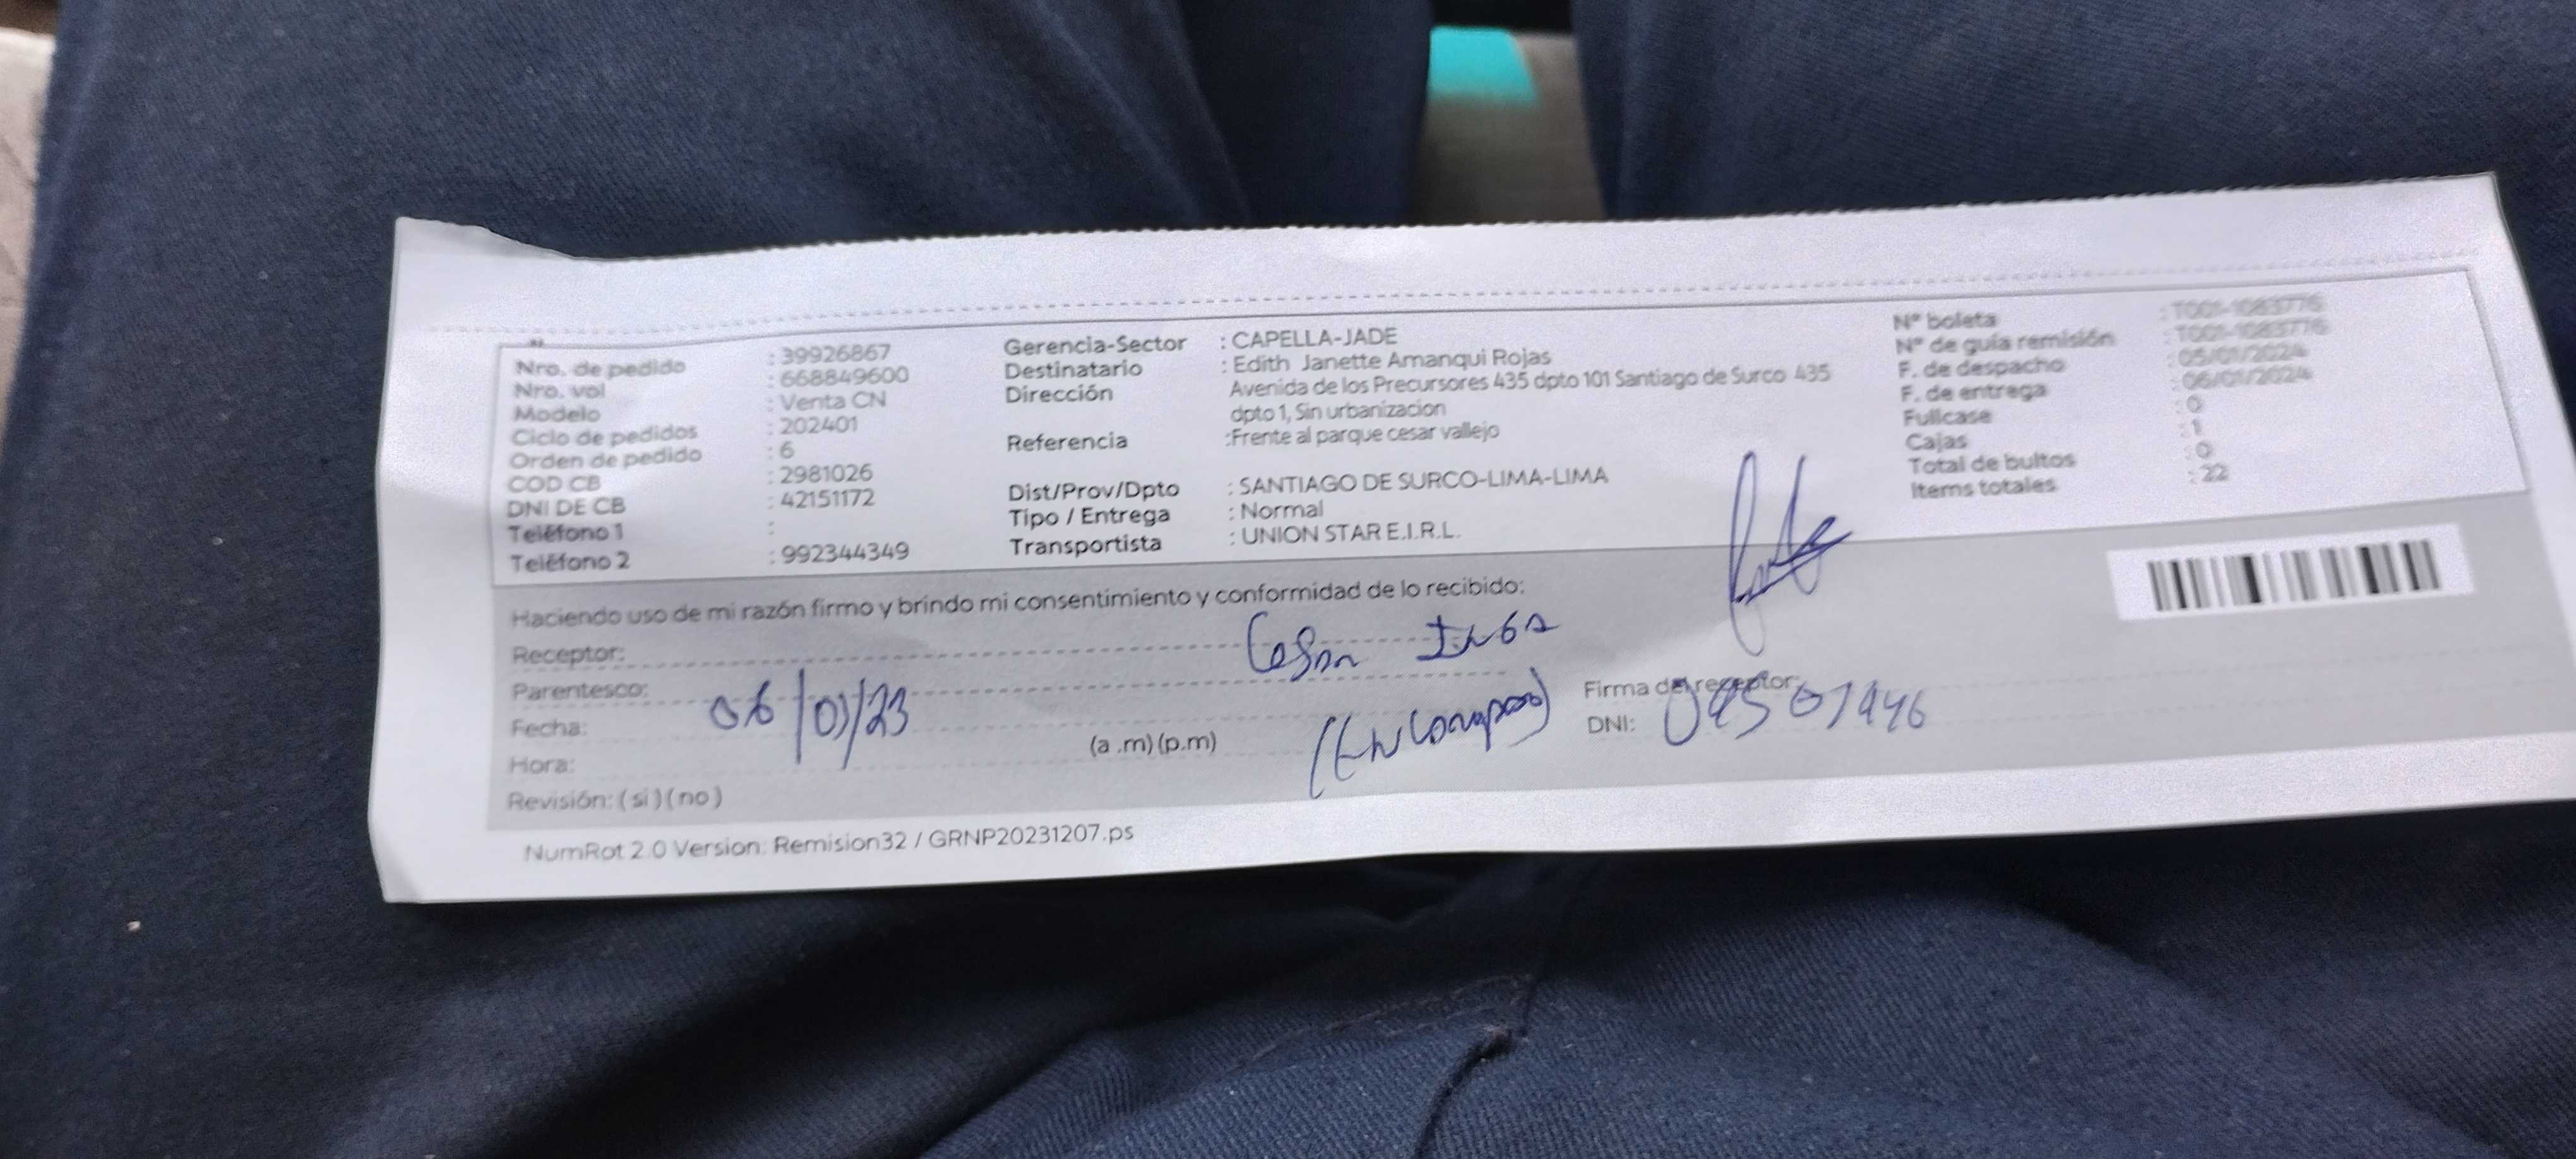 Nro. de pedido : 39926867
Nro. vol : 668849600
Modelo : Venta CN
Ciclo de pedidos : 202401
Orden de pedido : 6
COD CB : 2981026
DNI DE CB : 42151172
Teléfono 1 :
Teléfono 2 : 992344349
Gerencia-Sector : CAPELLA-JADE
Destinatario : Edith Janette Amanqui Rojas
Dirección Avenida de los Precursores 435 dpto 101 Santiago de Surco 435
dpto 1, Sin urbanizacion
Referencia :Frente al parque cesar vallejo
Dist/Prov/Dpto : SANTIAGO DE SURCO-LIMA-LIMA
Tipo / Entrega : Normal
Transportista : UNION STAR E.I.R.L.
N° boleta : T001-1083776
N° de guía remisión : T001-1083776
F. de despacho : 05/01/2024
F. de entrega : 06/01/2024
Fullcase : 0
Cajas : 1
Total de bultos : 0
Items totales : 22
Haciendo uso de mi razón firmo y brindo mi consentimiento y conformidad de lo recibido:
Receptor:
Parentesco:
Fecha: 06/01/23
Hora: (a .m) (p.m)
Revisión: ( si ) ( no )
Firma del receptor:
DNI:
NumRot 2.0 Version: Remision32 / GRNP20231207.ps